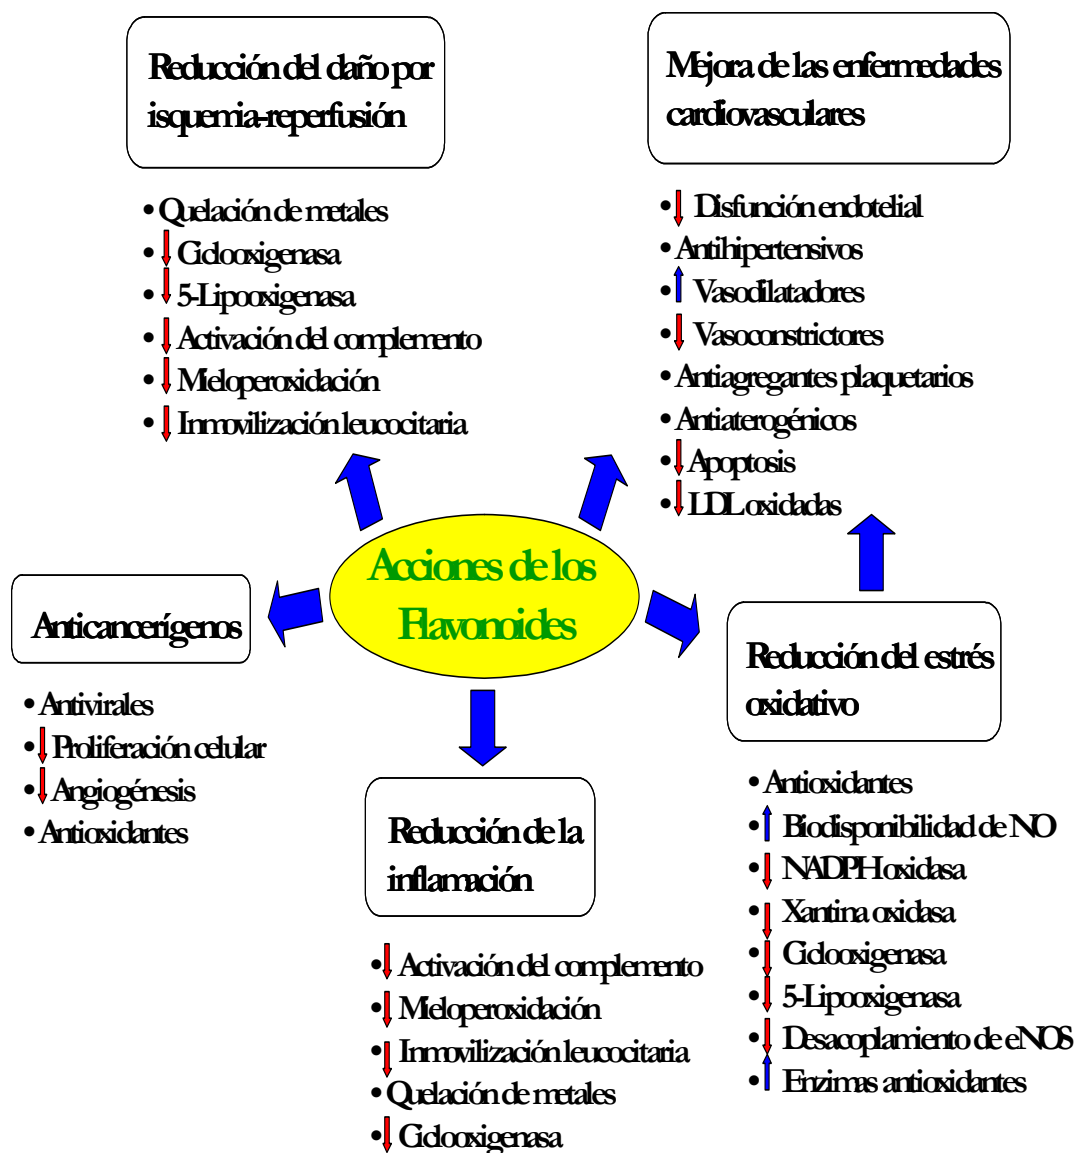 Reducción del daño por
isquemia-reperfusión
• Quelación de metales
• Ciclooxigenasa
• 5-Lipooxigenasa
• Activación del complemento
• Mieloperoxidación
• Inmovilización leucocitaria
Mejora de las enfermedades
cardiovasculares
• Disfunción endotelial
• Antihipertensivos
• Vasodilatadores
• Vasoconstrictores
• Antiagregantes plaquetarios
• Antiaterogénicos
• Apoptosis
• LDL oxidadas
Acciones de los
Flavonoides
Anticancerígenos
• Antivirales
• Proliferación celular
• Angiogénesis
• Antioxidantes
Reducción de la
inflamación
• Activación del complemento
• Mieloperoxidación
• Inmovilización leucocitaria
• Quelación de metales
• Ciclooxigenasa
Reducción del estrés
oxidativo
• Antioxidantes
• Biodisponibilidad de NO
• NADPH oxidasa
• Xantina oxidasa
• Ciclooxigenasa
• 5-Lipooxigenasa
• Desacoplamiento de eNOS
• Enzimas antioxidantes